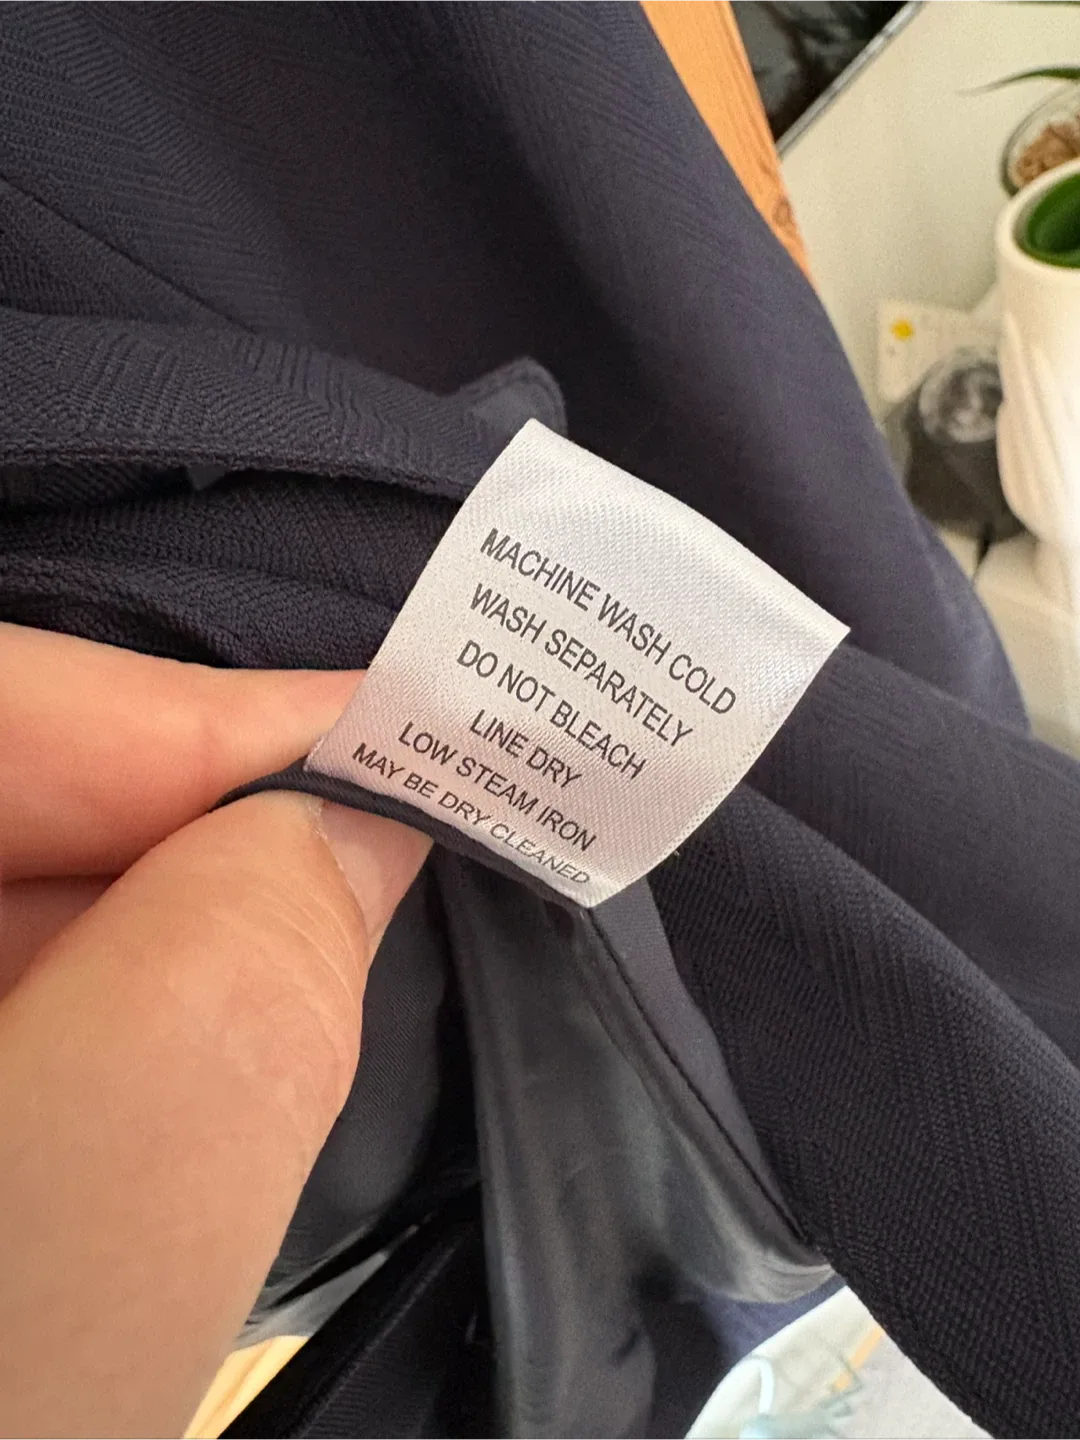 MACHINE WASH COLD
WASH SEPARATELY
DO NOT BLEACH
LINE DRY
LOW STEAM IRON
MAY BE DRY CLEANED